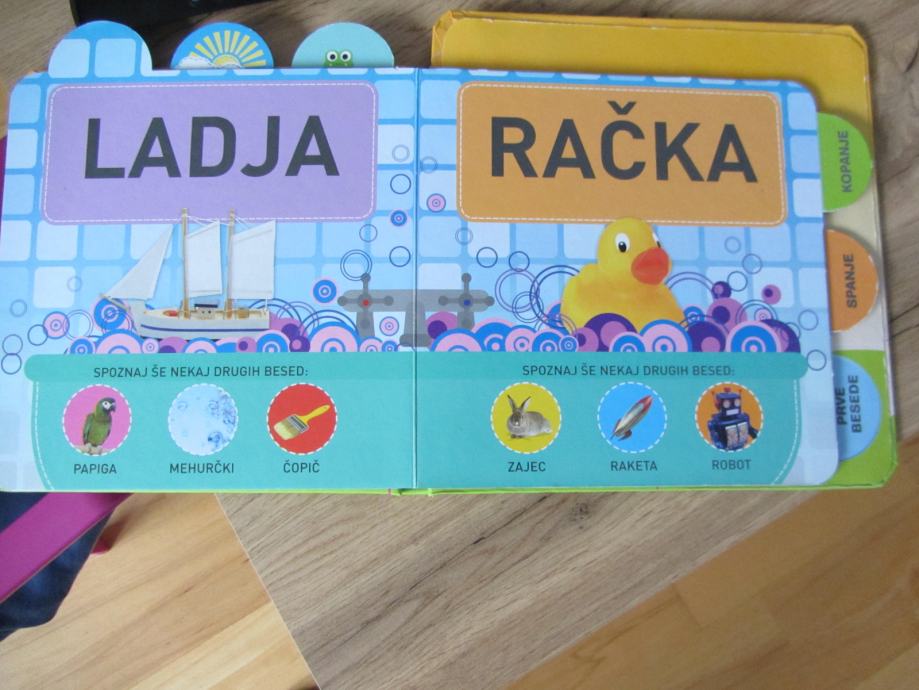 LADJA
SPOZNAJ ŠE NEKAJ DRUGIH BESED:
PAPIGA
MEHURČKI
ČOPIČ
RAČKA
SPOZNAJ ŠE NEKAJ DRUGIH BESED:
ZAJEC
RAKETA
ROBOT
KOPANJE
SPANJE
PRVE
BESEDE